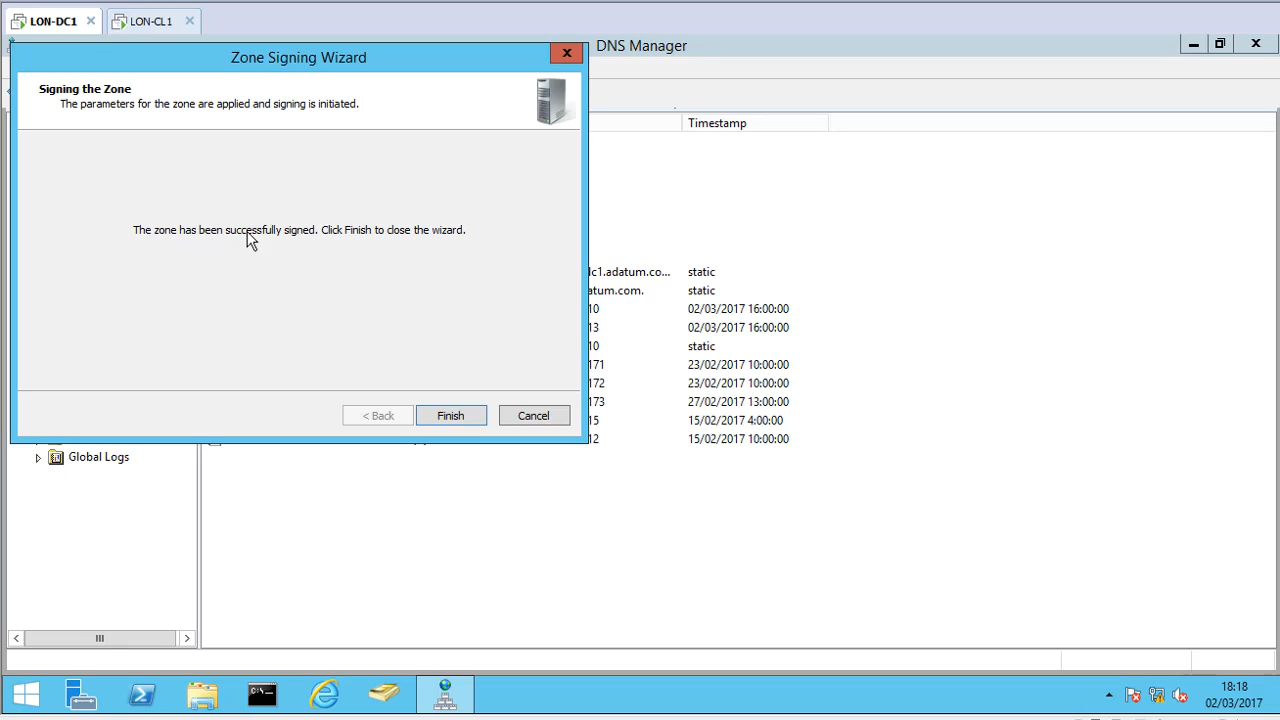 LON-DC1
LON-CL1
DNS Manager
Zone Signing Wizard
Signing the Zone
The parameters for the zone are applied and signing is initiated.
The zone has been successfully signed. Click Finish to close the wizard.
< Back
Finish
Cancel
Timestamp
dc1.adatum.co... static
atum.com. static
10 02/03/2017 16:00:00
13 02/03/2017 16:00:00
10 static
171 23/02/2017 10:00:00
172 23/02/2017 10:00:00
173 27/02/2017 13:00:00
15 15/02/2017 4:00:00
12 15/02/2017 10:00:00
Global Logs
18:18
02/03/2017